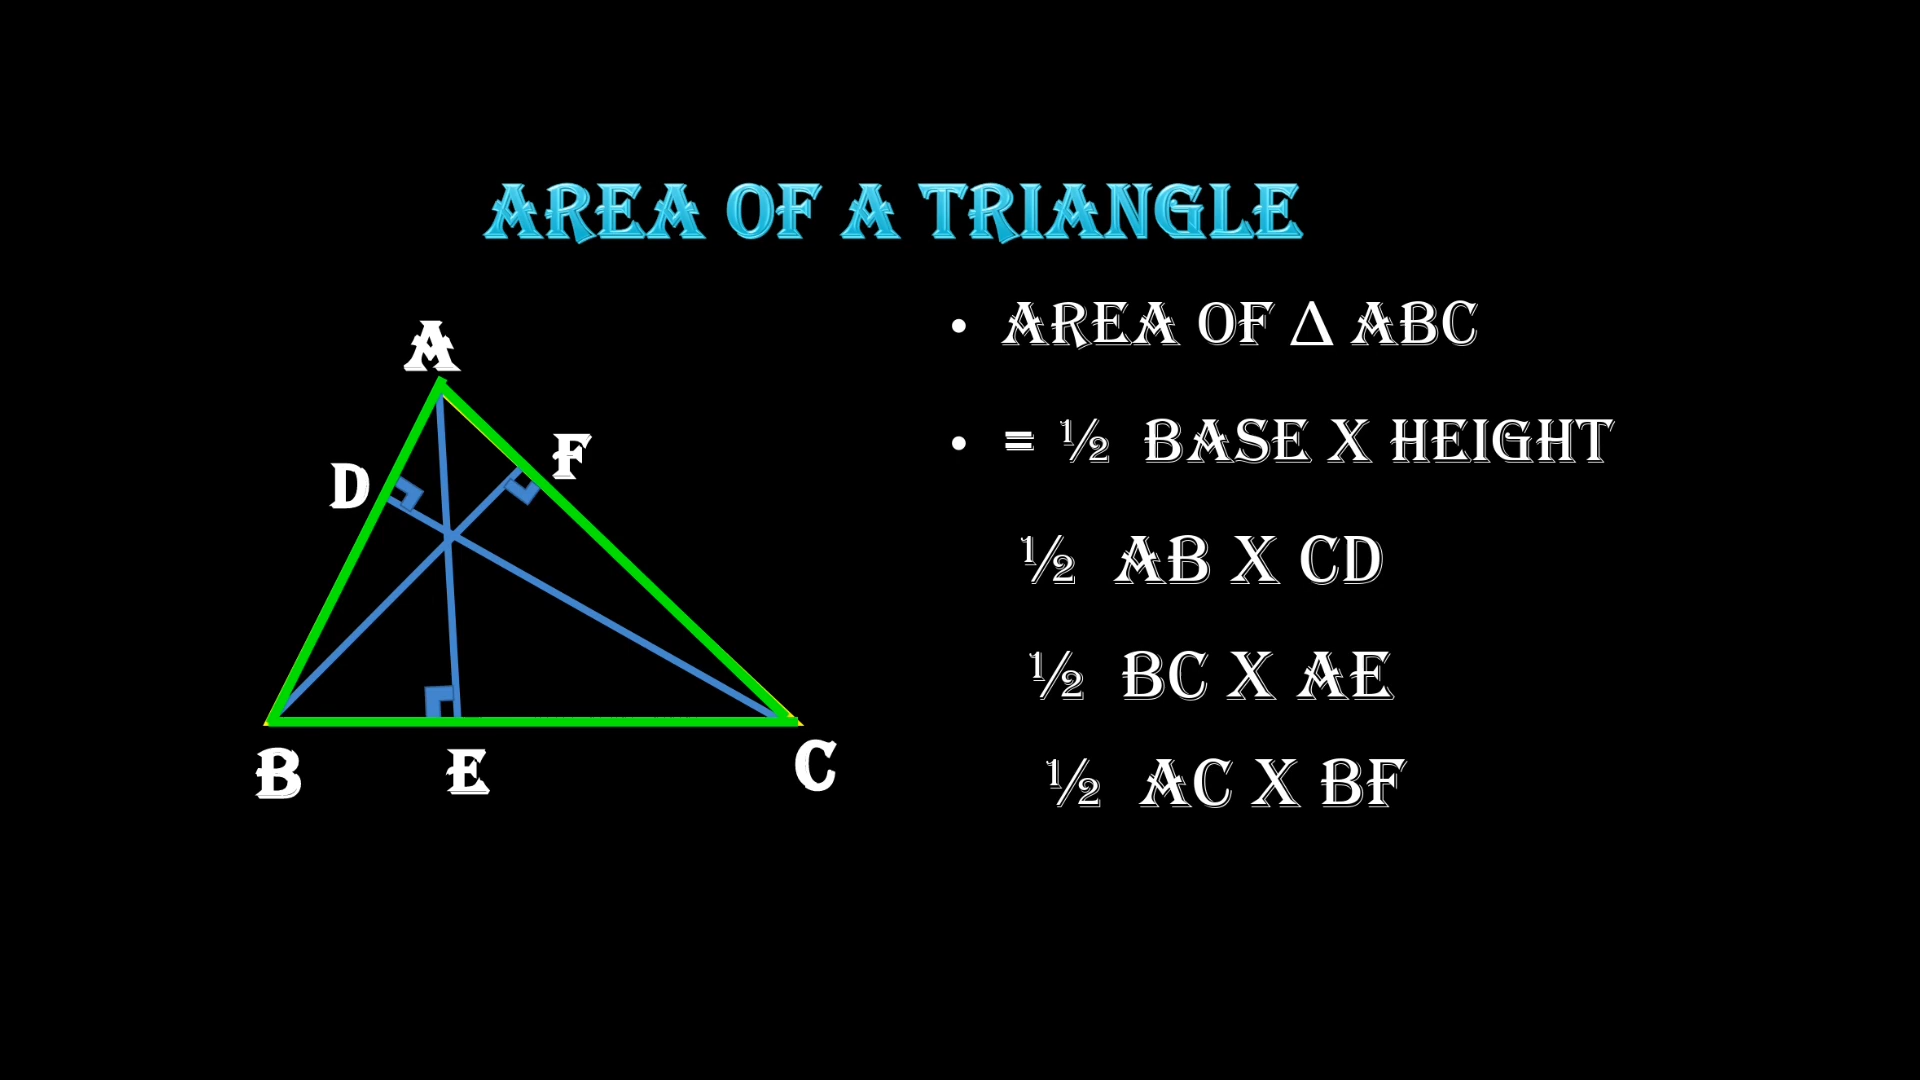 AREA OF A TRIANGLE
• AREA OF Δ ABC
• = ½ BASE X HEIGHT
½ AB X CD
½ BC X AE
½ AC X BF
A
F
D
B
E
C